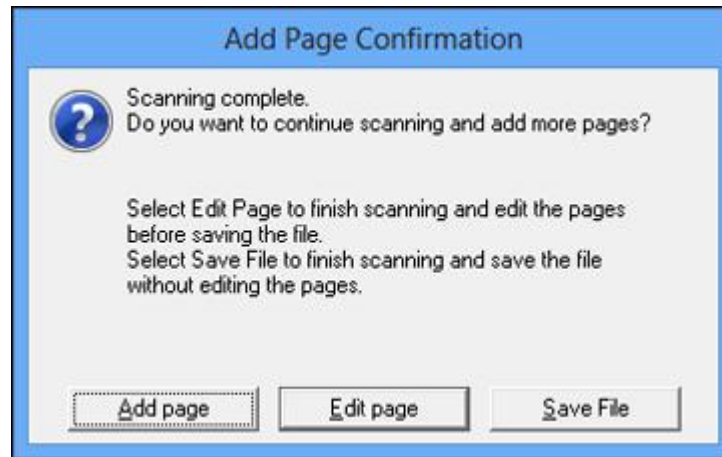 Add Page Confirmation
Scanning complete.
Do you want to continue scanning and add more pages?
Select Edit Page to finish scanning and edit the pages
before saving the file.
Select Save File to finish scanning and save the file
without editing the pages.
Add page
Edit page
Save File